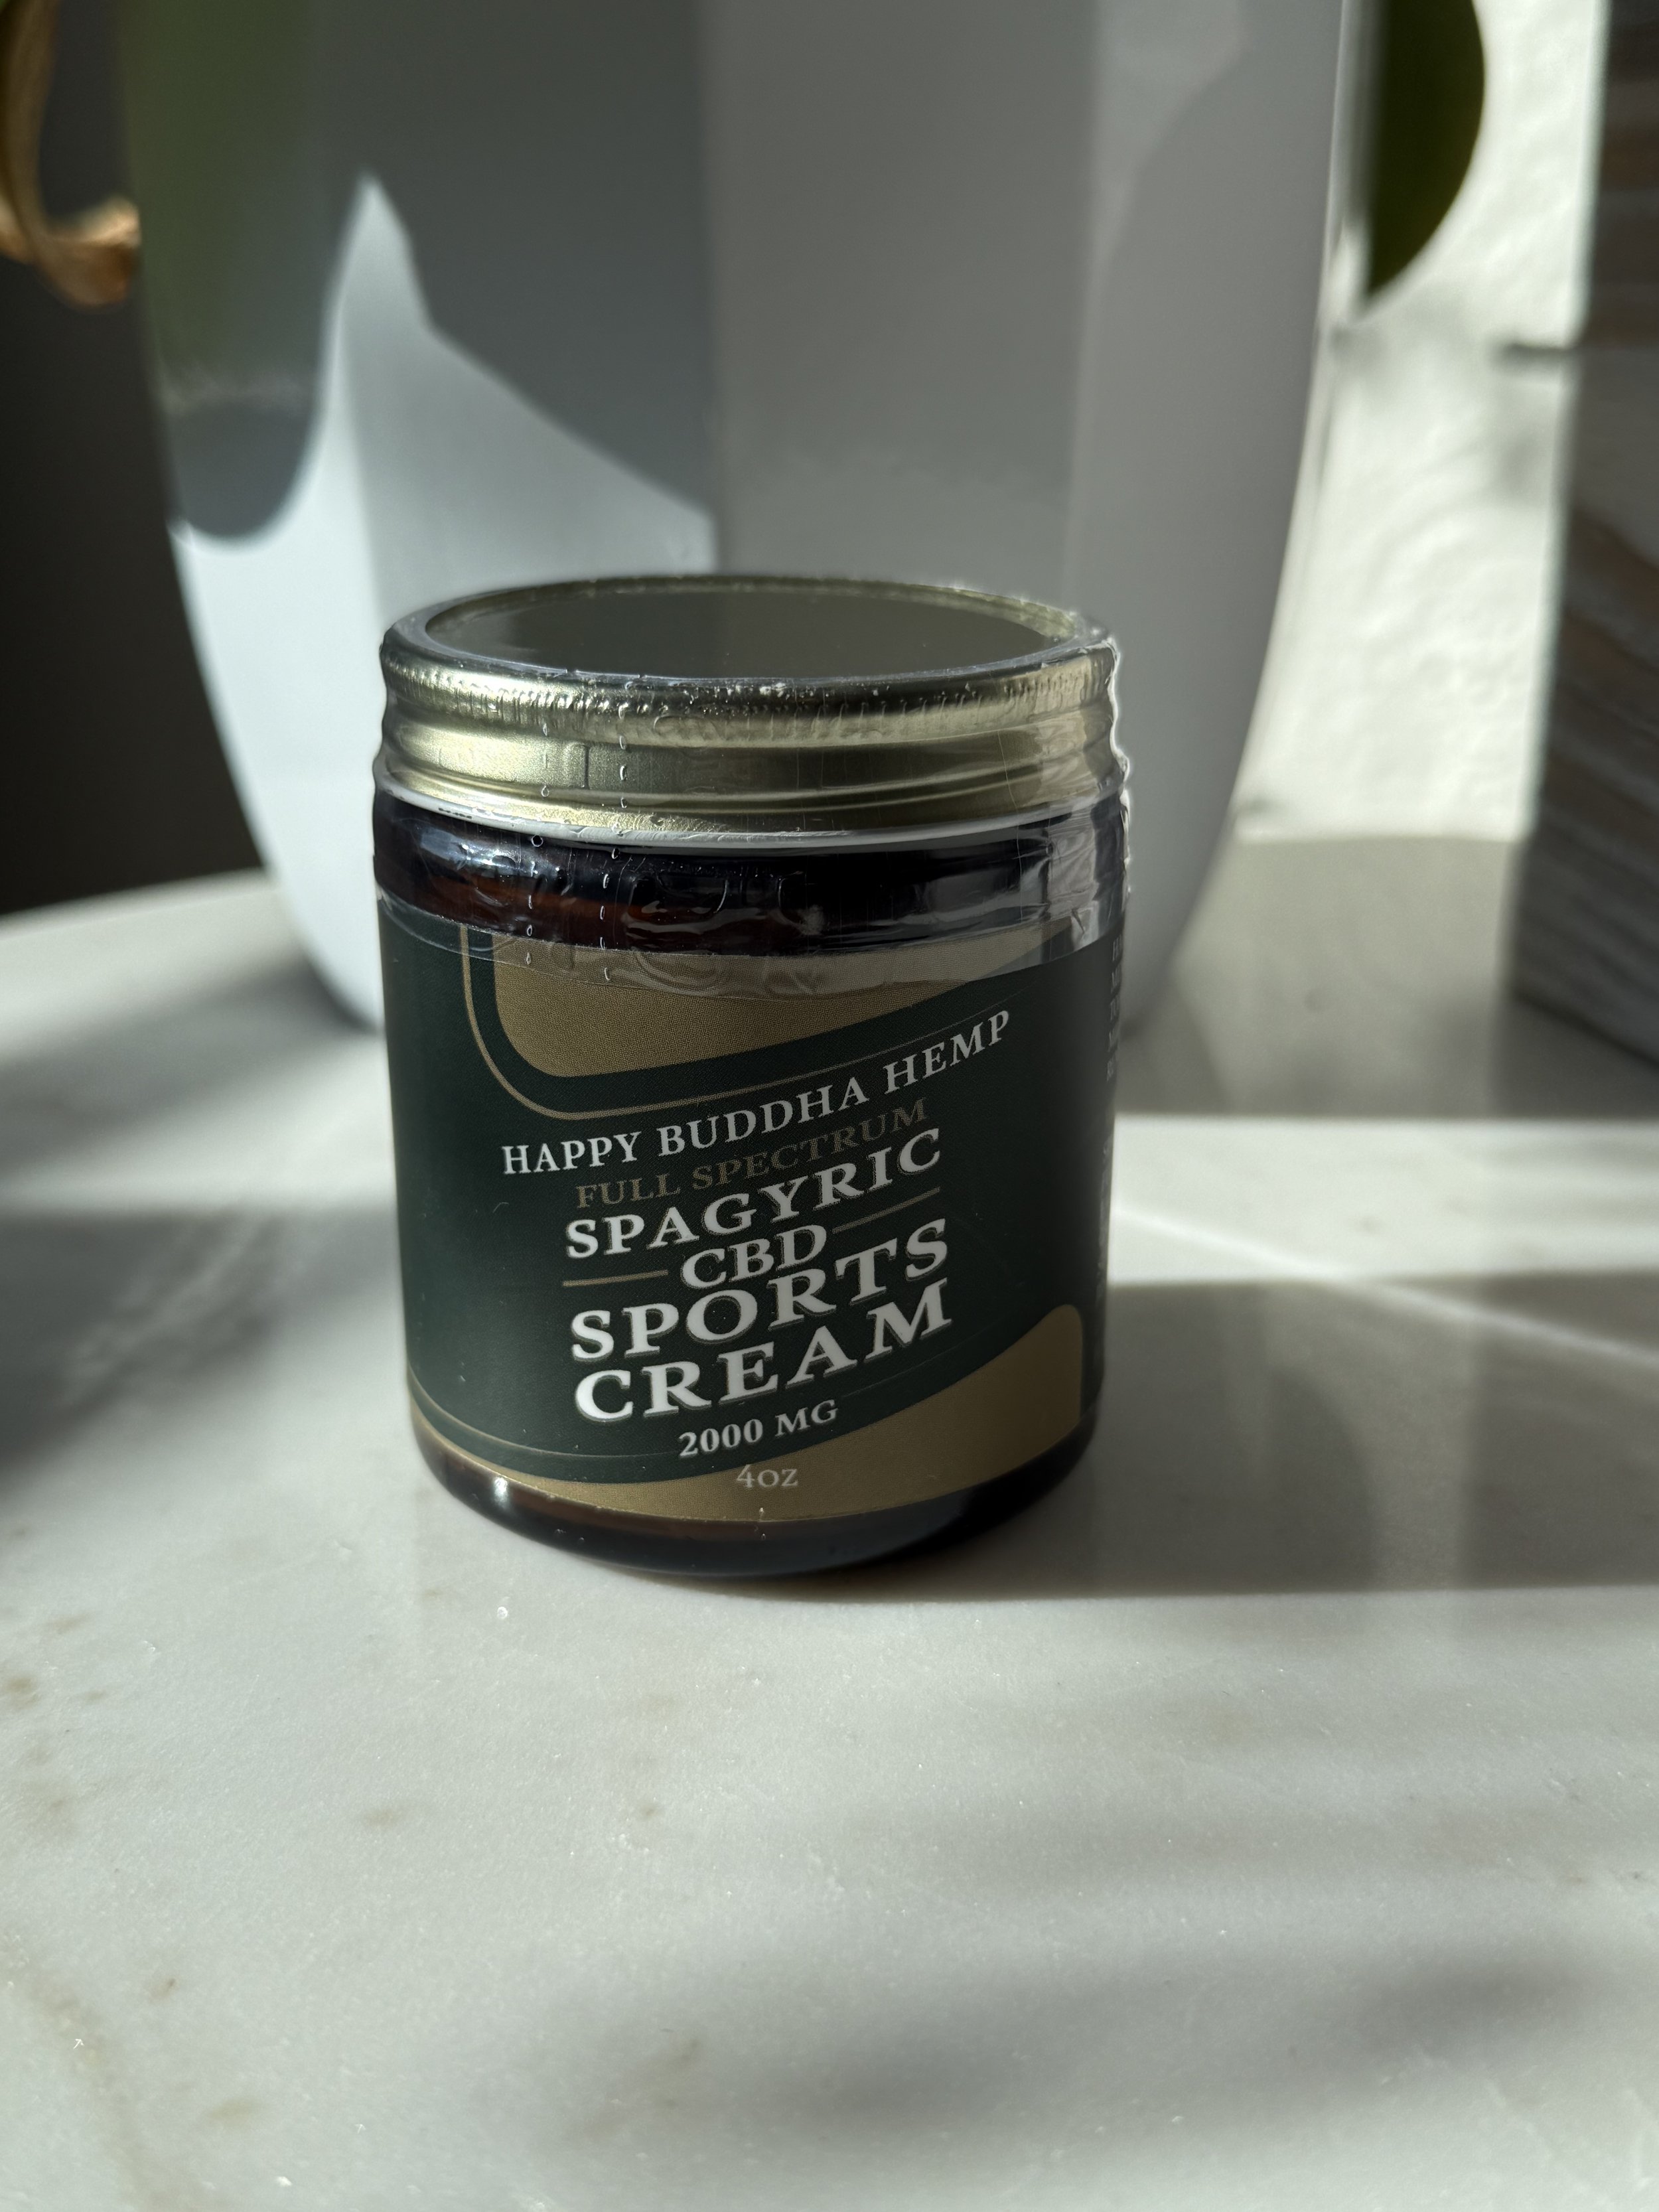 HAPPY BUDDHA HEMP
FULL SPECTRUM
SPAGYRIC
CBD
SPORTS
CREAM
2000 MG
4oz